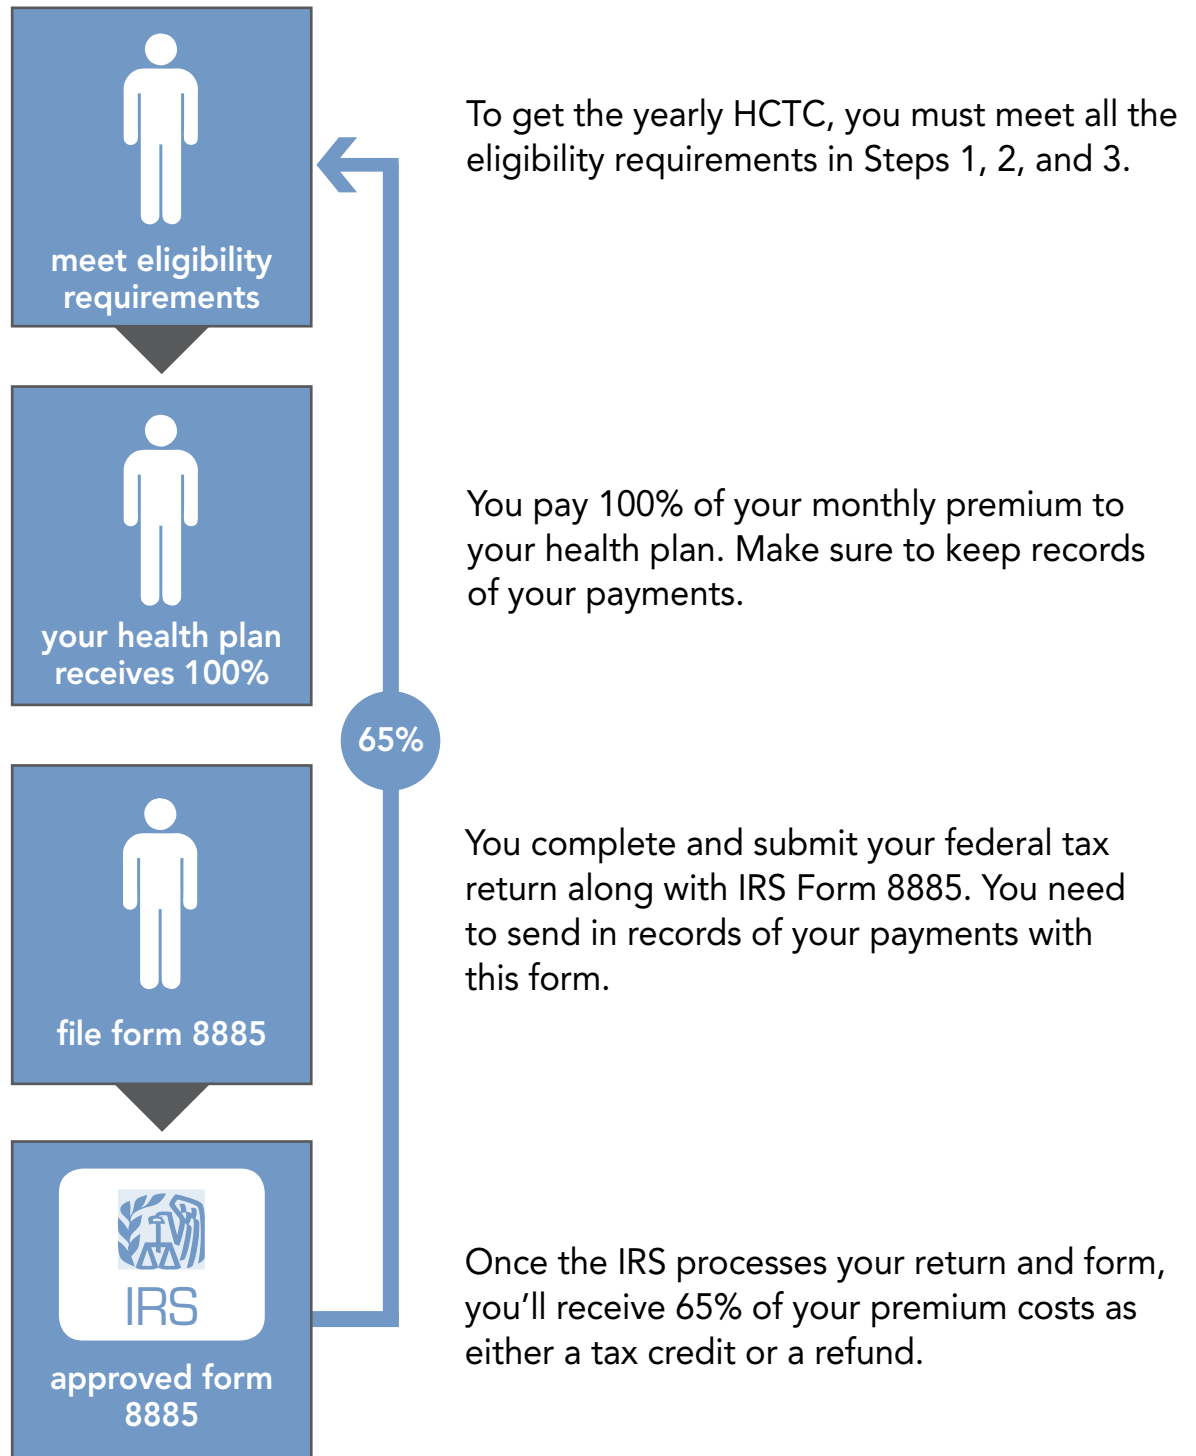 To get the yearly HCTC, you must meet all the
eligibility requirements in Steps 1, 2, and 3.
meet eligibility
requirements
You pay 100% of your monthly premium to
your health plan. Make sure to keep records
of your payments.
your health plan
receives 100%
65%
You complete and submit your federal tax
return along with IRS Form 8885. You need
to send in records of your payments with
this form.
file form 8885
Once the IRS processes your return and form,
you’ll receive 65% of your premium costs as
either a tax credit or a refund.
IRS
approved form
8885